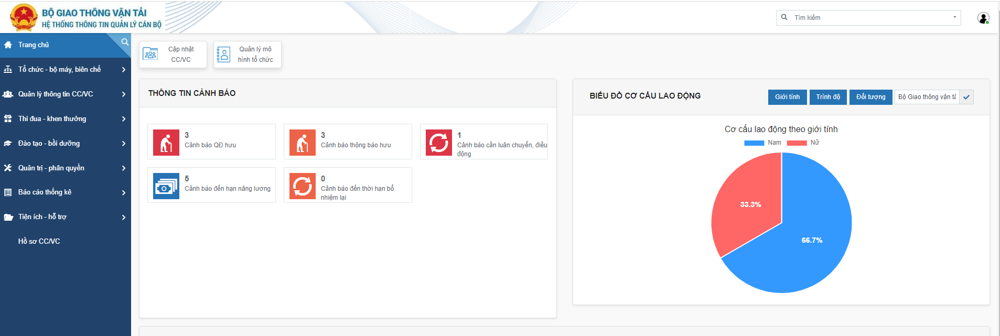 BỘ GIAO THÔNG VẬN TẢI
HỆ THỐNG THÔNG TIN QUẢN LÝ CÁN BỘ
Tìm kiếm
Trang chủ
Tổ chức - bộ máy, biên chế
Quản lý thông tin CC/VC
Thi đua - khen thưởng
Đào tạo - bồi dưỡng
Quản trị - phân quyền
Báo cáo thống kê
Tiện ích - hỗ trợ
Hồ sơ CC/VC
Cập nhật
CC/VC
Quản lý mô
hình tổ chức
THÔNG TIN CẢNH BÁO
3
Cảnh báo QĐ hưu
3
Cảnh báo thông báo hưu
1
Cảnh báo cần luân chuyển, điều
động
5
Cảnh báo đến hạn nâng lương
0
Cảnh báo đến thời hạn bổ
nhiệm lại
BIỂU ĐỒ CƠ CẤU LAO ĐỘNG
Giới tính
Trình độ
Đối tượng
Bộ Giao thông vận tả
Cơ cấu lao động theo giới tính
Nam
Nữ
33.3%
66.7%